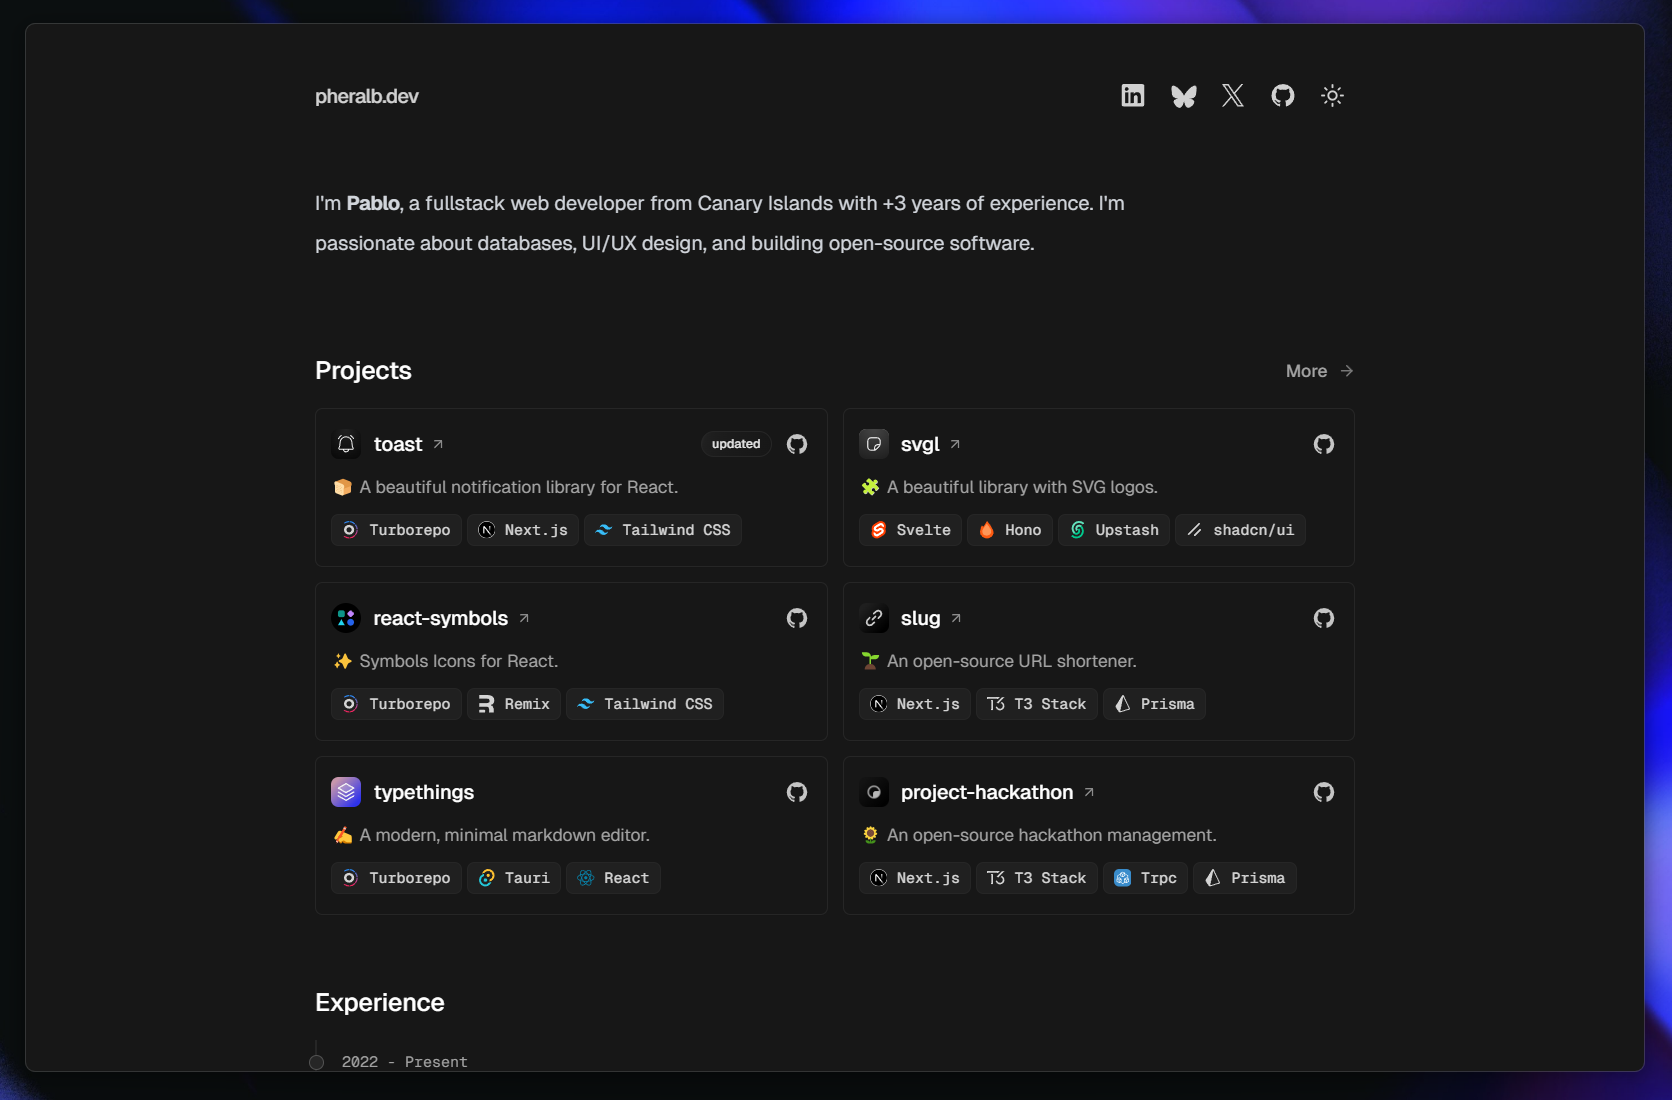 pheralb.dev
I'm Pablo, a fullstack web developer from Canary Islands with +3 years of experience. I'm
passionate about databases, UI/UX design, and building open-source software.
Projects
More
toast
updated
A beautiful notification library for React.
Turborepo Next.js Tailwind CSS
svgl
A beautiful library with SVG logos.
Svelte Hono Upstash shadcn/ui
react-symbols
Symbols Icons for React.
Turborepo Remix Tailwind CSS
slug
An open-source URL shortener.
Next.js T3 Stack Prisma
typethings
A modern, minimal markdown editor.
Turborepo Tauri React
project-hackathon
An open-source hackathon management.
Next.js T3 Stack Trpc Prisma
Experience
2022 - Present